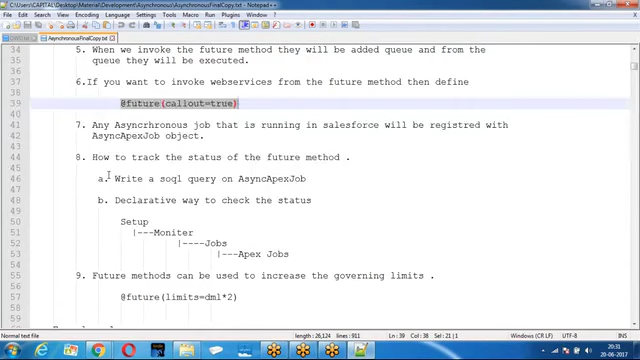 D:\Capital\Material\Development\Asynchronous\AsynchronousFinalCopy.txt - Notepad++
File Edit Search View Encoding Language Settings Macro Run Plugins Window ?
AsynchronousFinalCopy.txt
34 5. When we invoke the future method they will be added queue and from the
35 queue they will be executed.
36
37 6.If you want to invoke webservices from the future method then define
38
39 @future(callout=true)
40
41 7. Any Asyncrhronous job that is running in salesforce will be registred with
42 AsyncApexJob object.
43
44 8. How to track the status of the future method .
45
46 a. Write a soql query on AsyncApexJob
47
48 b. Declarative way to check the status
49
50 Setup
51 |---Moniter
52 |----Jobs
53 |---Apex Jobs
54
55 9. Future methods can be used to increase the governing limits .
56
57 @future(limits=dml*2)
58
Normal text file
length : 26,124 lines : 911
Ln : 39 Col : 38 Sel : 21 | 1
Windows (CR LF)
UTF-8
INS
20:31
20-06-2017